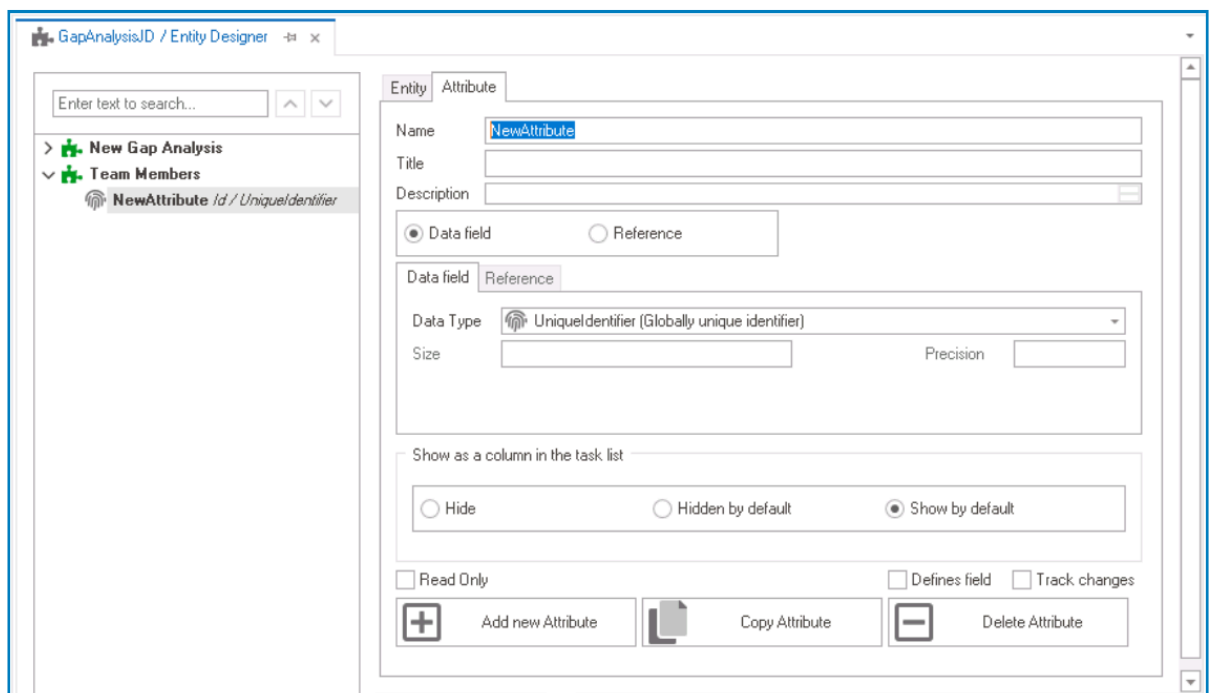 GapAnalysisJD / Entity Designer
Enter text to search...
New Gap Analysis
Team Members
NewAttribute Id / UniqueIdentifier
Entity
Attribute
Name
NewAttribute
Title
Description
Data field
Reference
Data field
Reference
Data Type
UniqueIdentifier (Globally unique identifier)
Size
Precision
Show as a column in the task list
Hide
Hidden by default
Show by default
Read Only
Defines field
Track changes
Add new Attribute
Copy Attribute
Delete Attribute